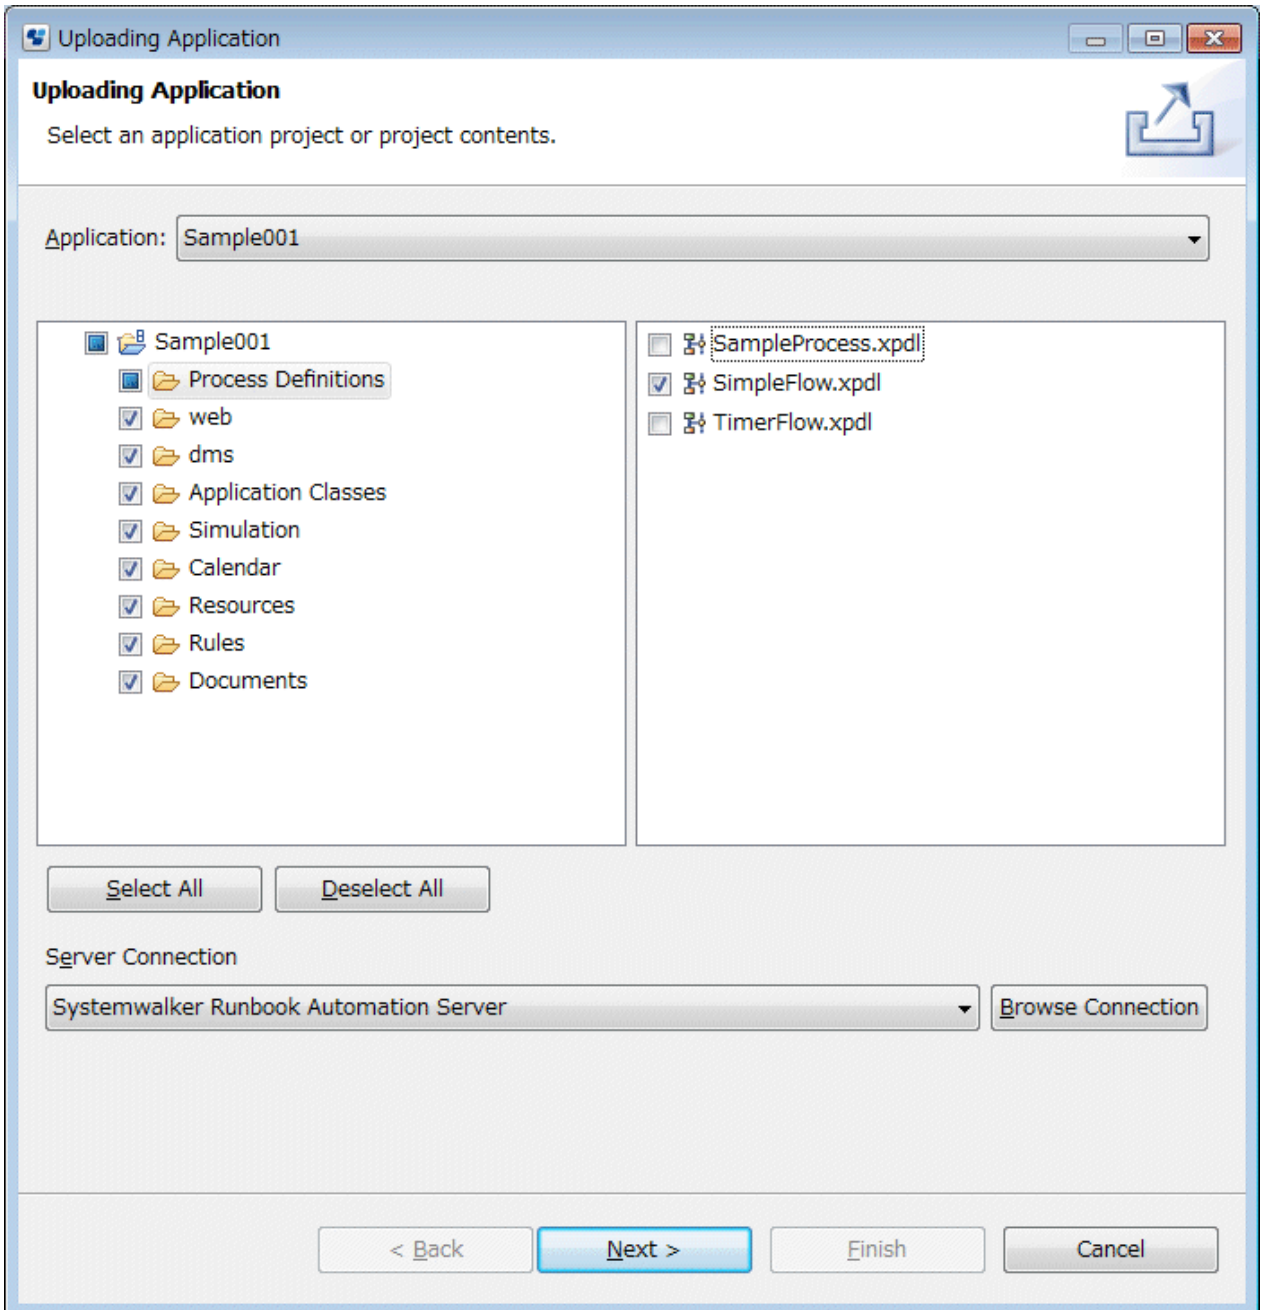 Uploading Application
Uploading Application
Select an application project or project contents.
Application: Sample001
Sample001
Process Definitions
web
dms
Application Classes
Simulation
Calendar
Resources
Rules
Documents
SampleProcess.xpdl
SimpleFlow.xpdl
TimerFlow.xpdl
Select All Deselect All
Server Connection
Systemwalker Runbook Automation Server Browse Connection
< Back Next > Finish Cancel